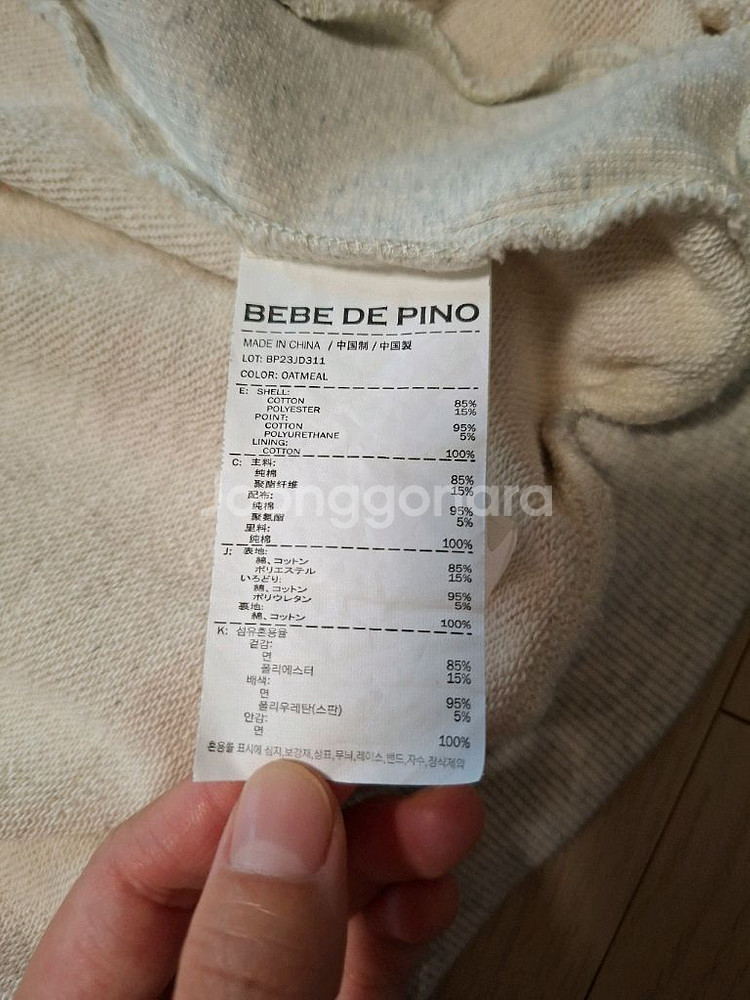 BEBE DE PINO
MADE IN CHINA / 中国制 / 中国製
LOT: BP23JD311
COLOR: OATMEAL
E: SHELL:
COTTON 85%
POLYESTER 15%
POINT:
COTTON 95%
POLYURETHANE 5%
LINING:
COTTON 100%
C: 主料:
纯棉 85%
聚酯纤维 15%
配布:
纯棉 95%
聚氨酯 5%
里料:
纯棉 100%
J: 表地:
綿、コットン 85%
ポリエステル 15%
いろどり:
綿、コットン 95%
ポリウレタン 5%
裏地:
綿、コットン 100%
K: 섬유혼용율
겉감:
면 85%
폴리에스터 15%
배색:
면 95%
폴리우레탄(스판) 5%
안감:
면 100%
혼용률 표시에 심지,보강재,상표,무늬,레이스,밴드,자수,장식제외
joonggonara